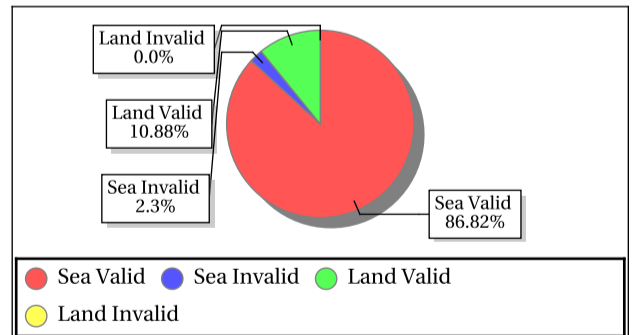 Land Invalid
0.0%
Land Valid
10.88%
Sea Invalid
2.3%
Sea Valid
86.82%
Sea Valid Sea Invalid Land Valid
Land Invalid